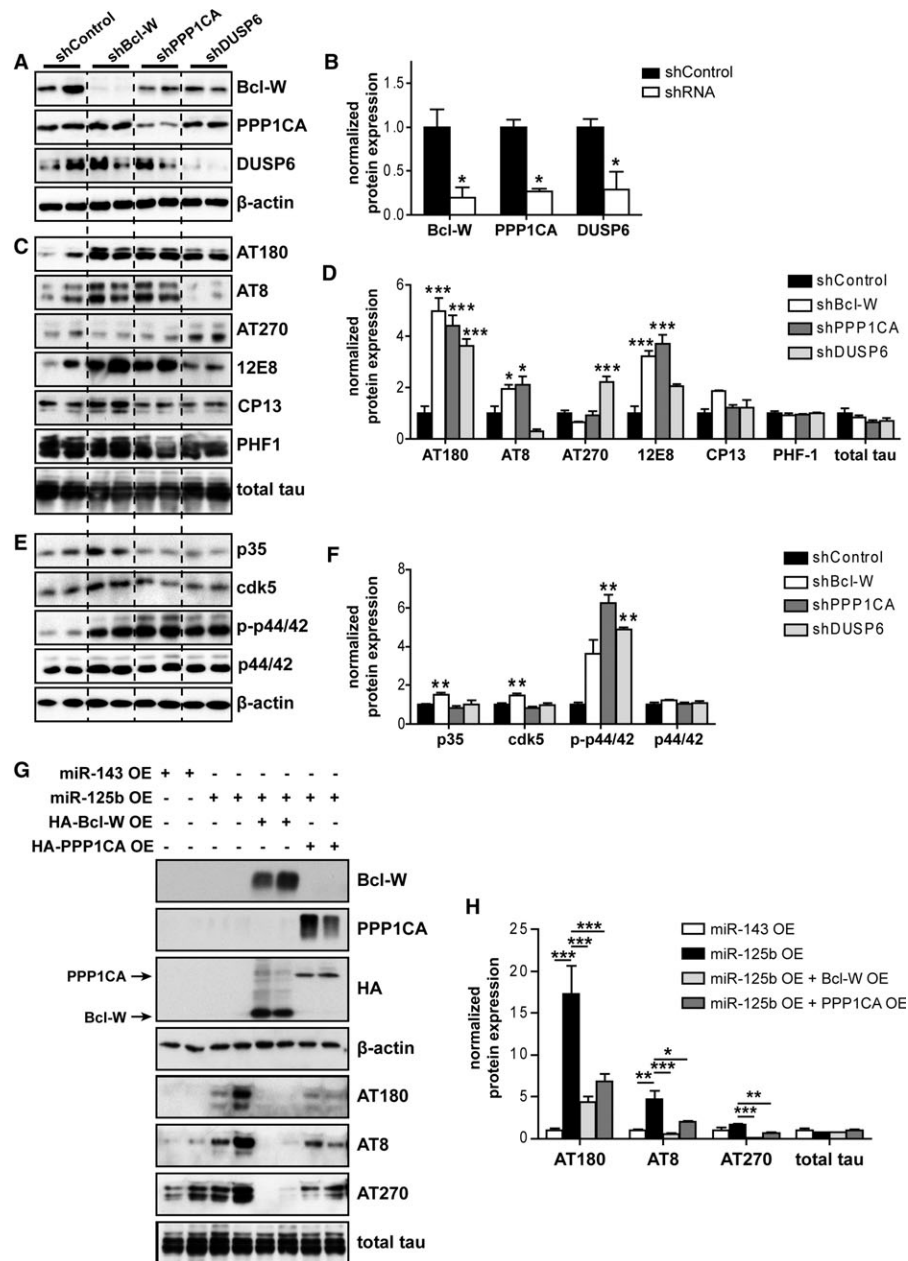 shControl
shBcl-W
shPPP1CA
shDUSP6
A
Bcl-W
PPP1CA
DUSP6
β-actin
B
normalized
protein expression
1.0
0.5
0.0
shControl
shRNA
*
*
*
Bcl-W PPP1CA DUSP6
C
AT180
AT8
AT270
12E8
CP13
PHF1
total tau
D
normalized
protein expression
6
4
2
0
shControl
shBcl-W
shPPP1CA
shDUSP6
***
***
***
*
*
***
***
***
AT180 AT8 AT270 12E8 CP13 PHF-1 total tau
E
p35
cdk5
p-p44/42
p44/42
β-actin
F
normalized
protein expression
8
6
4
2
0
shControl
shBcl-W
shPPP1CA
shDUSP6
**
**
**
**
p35 cdk5 p-p44/42 p44/42
G
miR-143 OE + + - - - - - -
miR-125b OE - - + + + + + +
HA-Bcl-W OE - - - - + + - -
HA-PPP1CA OE - - - - - - + +
Bcl-W
PPP1CA
PPP1CA
HA
Bcl-W
β-actin
AT180
AT8
AT270
total tau
H
normalized
protein expression
25
20
15
10
5
0
miR-143 OE
miR-125b OE
miR-125b OE + Bcl-W OE
miR-125b OE + PPP1CA OE
***
***
***
*
**
***
**
***
AT180 AT8 AT270 total tau